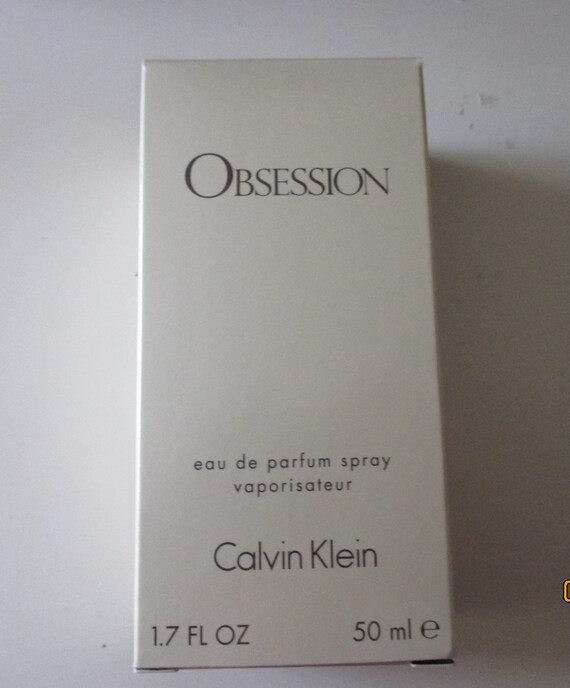 OBSESSION
eau de parfum spray
vaporisateur
Calvin Klein
1.7 FL OZ 50 ml ℮